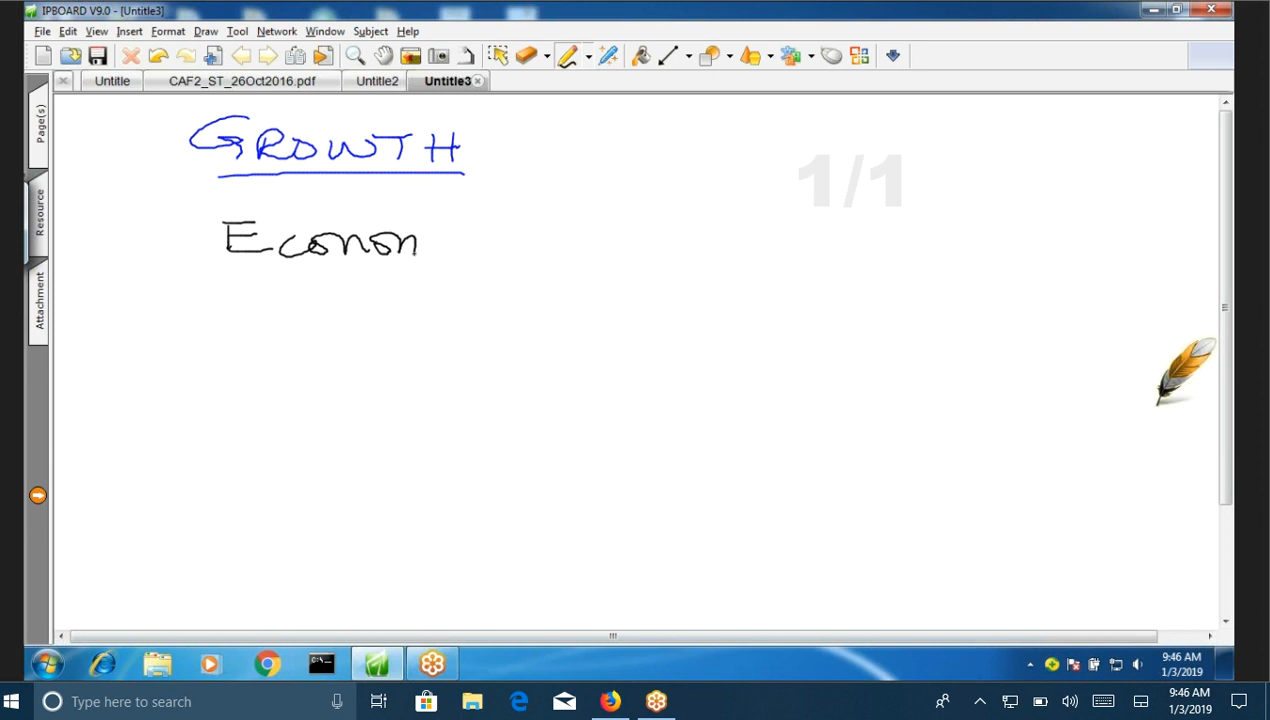 IPBOARD V9.0 - [Untitle3]
File Edit View Insert Format Draw Tool Network Window Subject Help
Untitle CAF2_ST_26Oct2016.pdf Untitle2 Untitle3
Page(s)
Resource
Attachment
GROWTH
1/1
Econon
9:46 AM
1/3/2019
Type here to search
9:46 AM
1/3/2019